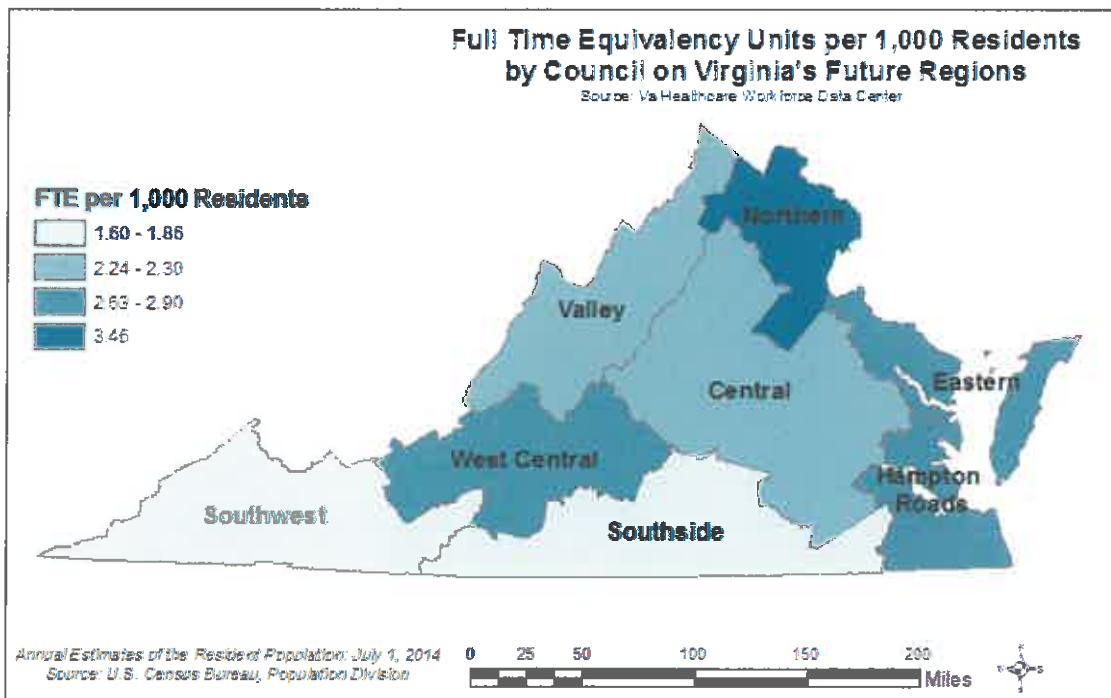 Full Time Equivalency Units per 1,000 Residents
by Council on Virginia's Future Regions
Source: Va Healthcare Workforce Data Center
FTE per 1,000 Residents
1.60 - 1.86
2.24 - 2.30
2.63 - 2.90
3.46
Northern
Valley
Eastern
Central
West Central
Hampton
Roads
Southwest
Southside
Annual Estimates of the Resident Population: July 1, 2014
Source: U.S. Census Bureau, Population Division
0 25 50 100 150 200
Miles